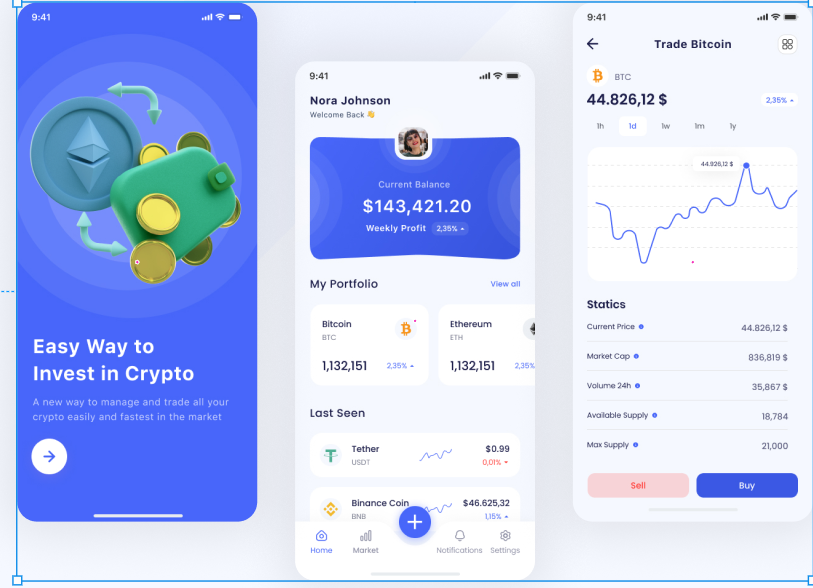 9:41
Easy Way to
Invest in Crypto
A new way to manage and trade all your
crypto easily and fastest in the market
9:41
Nora Johnson
Welcome Back 👋
Current Balance
$143,421.20
Weekly Profit 2,35%
My Portfolio View all
Bitcoin
BTC
1,132,151 2,35%
Ethereum
ETH
1,132,151 2,35%
Last Seen
Tether $0.99
USDT 0,01%
Binance Coin $46.625,32
BNB 1,15%
Home Market Notifications Settings
9:41
Trade Bitcoin
BTC
44.826,12 $ 2,35%
1h 1d 1w 1m 1y
44.926,12 $
Statics
Current Price 44.826,12 $
Market Cap 836,819 $
Volume 24h 35,867 $
Available Supply 18,784
Max Supply 21,000
Sell Buy